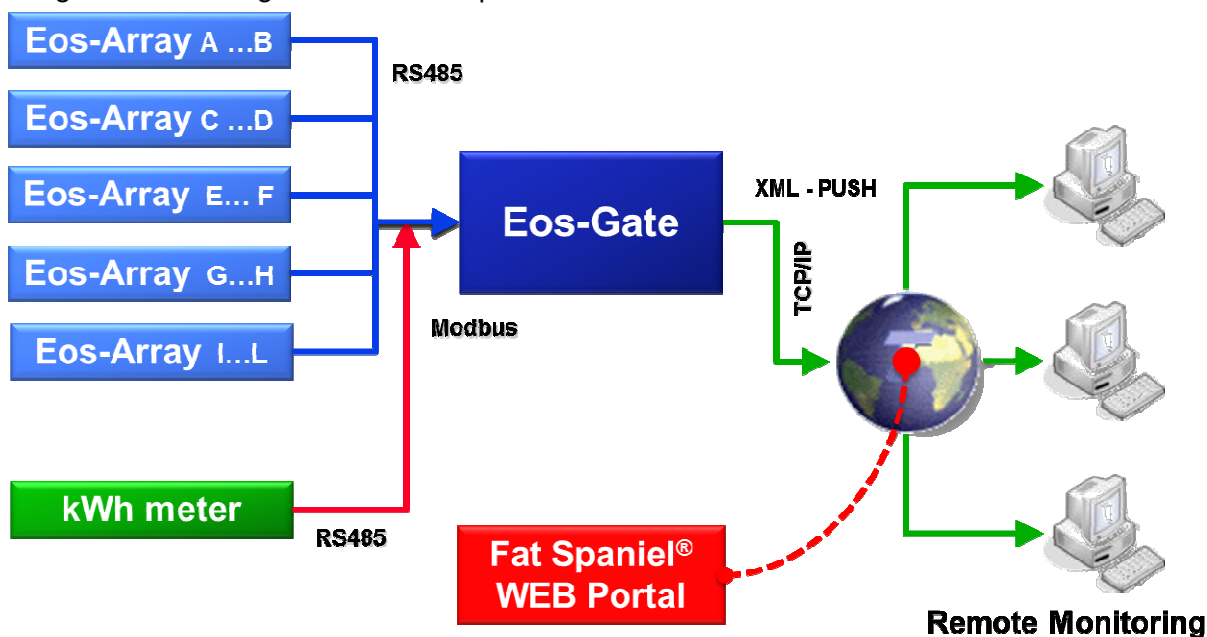 Eos-Array A ...B
RS485
Eos-Array C ...D
Eos-Array E... F
XML - PUSH
Eos-Gate
TCP/IP
Eos-Array G...H
Modbus
Eos-Array I...L
kWh meter
RS485
Fat Spaniel®
WEB Portal
Remote Monitoring